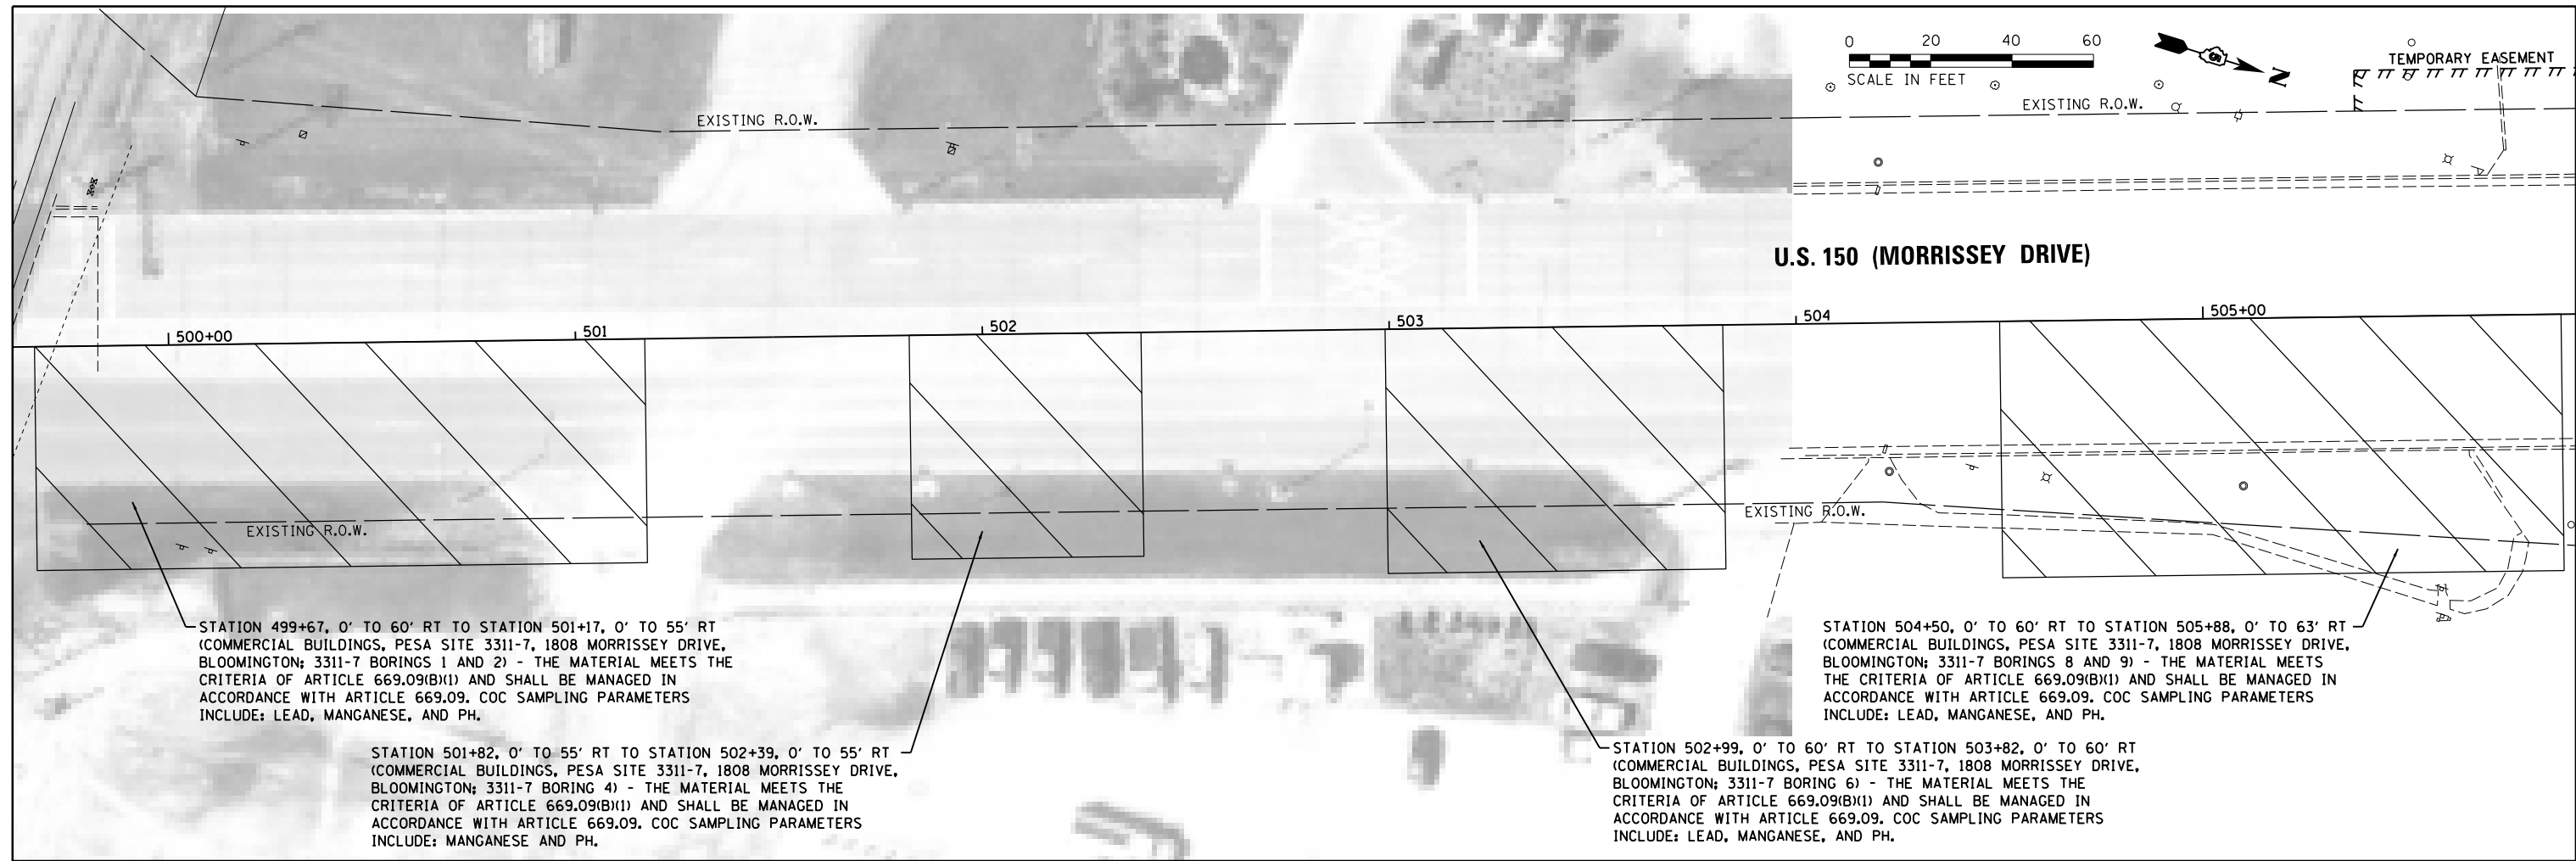 0 20 40 60
SCALE IN FEET
N
TEMPORARY EASEMENT
EXISTING R.O.W.
EXISTING R.O.W.
U.S. 150 (MORRISSEY DRIVE)
500+00
501
502
503
504
505+00
EXISTING R.O.W.
EXISTING R.O.W.
STATION 499+67, 0' TO 60' RT TO STATION 501+17, 0' TO 55' RT
(COMMERCIAL BUILDINGS, PESA SITE 3311-7, 1808 MORRISSEY DRIVE,
BLOOMINGTON; 3311-7 BORINGS 1 AND 2) - THE MATERIAL MEETS THE
CRITERIA OF ARTICLE 669.09(B)(1) AND SHALL BE MANAGED IN
ACCORDANCE WITH ARTICLE 669.09. COC SAMPLING PARAMETERS
INCLUDE: LEAD, MANGANESE, AND PH.
STATION 501+82, 0' TO 55' RT TO STATION 502+39, 0' TO 55' RT
(COMMERCIAL BUILDINGS, PESA SITE 3311-7, 1808 MORRISSEY DRIVE,
BLOOMINGTON; 3311-7 BORING 4) - THE MATERIAL MEETS THE
CRITERIA OF ARTICLE 669.09(B)(1) AND SHALL BE MANAGED IN
ACCORDANCE WITH ARTICLE 669.09. COC SAMPLING PARAMETERS
INCLUDE: MANGANESE AND PH.
STATION 502+99, 0' TO 60' RT TO STATION 503+82, 0' TO 60' RT
(COMMERCIAL BUILDINGS, PESA SITE 3311-7, 1808 MORRISSEY DRIVE,
BLOOMINGTON; 3311-7 BORING 6) - THE MATERIAL MEETS THE
CRITERIA OF ARTICLE 669.09(B)(1) AND SHALL BE MANAGED IN
ACCORDANCE WITH ARTICLE 669.09. COC SAMPLING PARAMETERS
INCLUDE: LEAD, MANGANESE, AND PH.
STATION 504+50, 0' TO 60' RT TO STATION 505+88, 0' TO 63' RT
(COMMERCIAL BUILDINGS, PESA SITE 3311-7, 1808 MORRISSEY DRIVE,
BLOOMINGTON; 3311-7 BORINGS 8 AND 9) - THE MATERIAL MEETS
THE CRITERIA OF ARTICLE 669.09(B)(1) AND SHALL BE MANAGED IN
ACCORDANCE WITH ARTICLE 669.09. COC SAMPLING PARAMETERS
INCLUDE: LEAD, MANGANESE, AND PH.